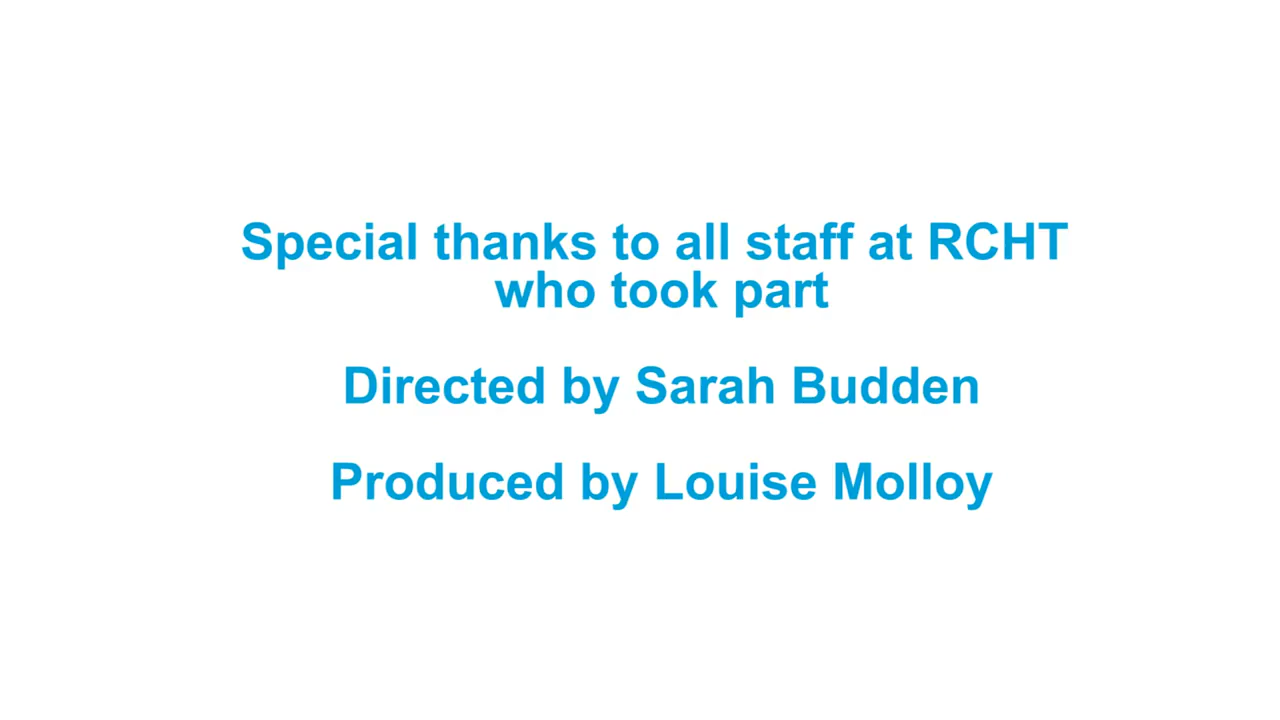 Special thanks to all staff at RCHT
who took part
Directed by Sarah Budden
Produced by Louise Molloy